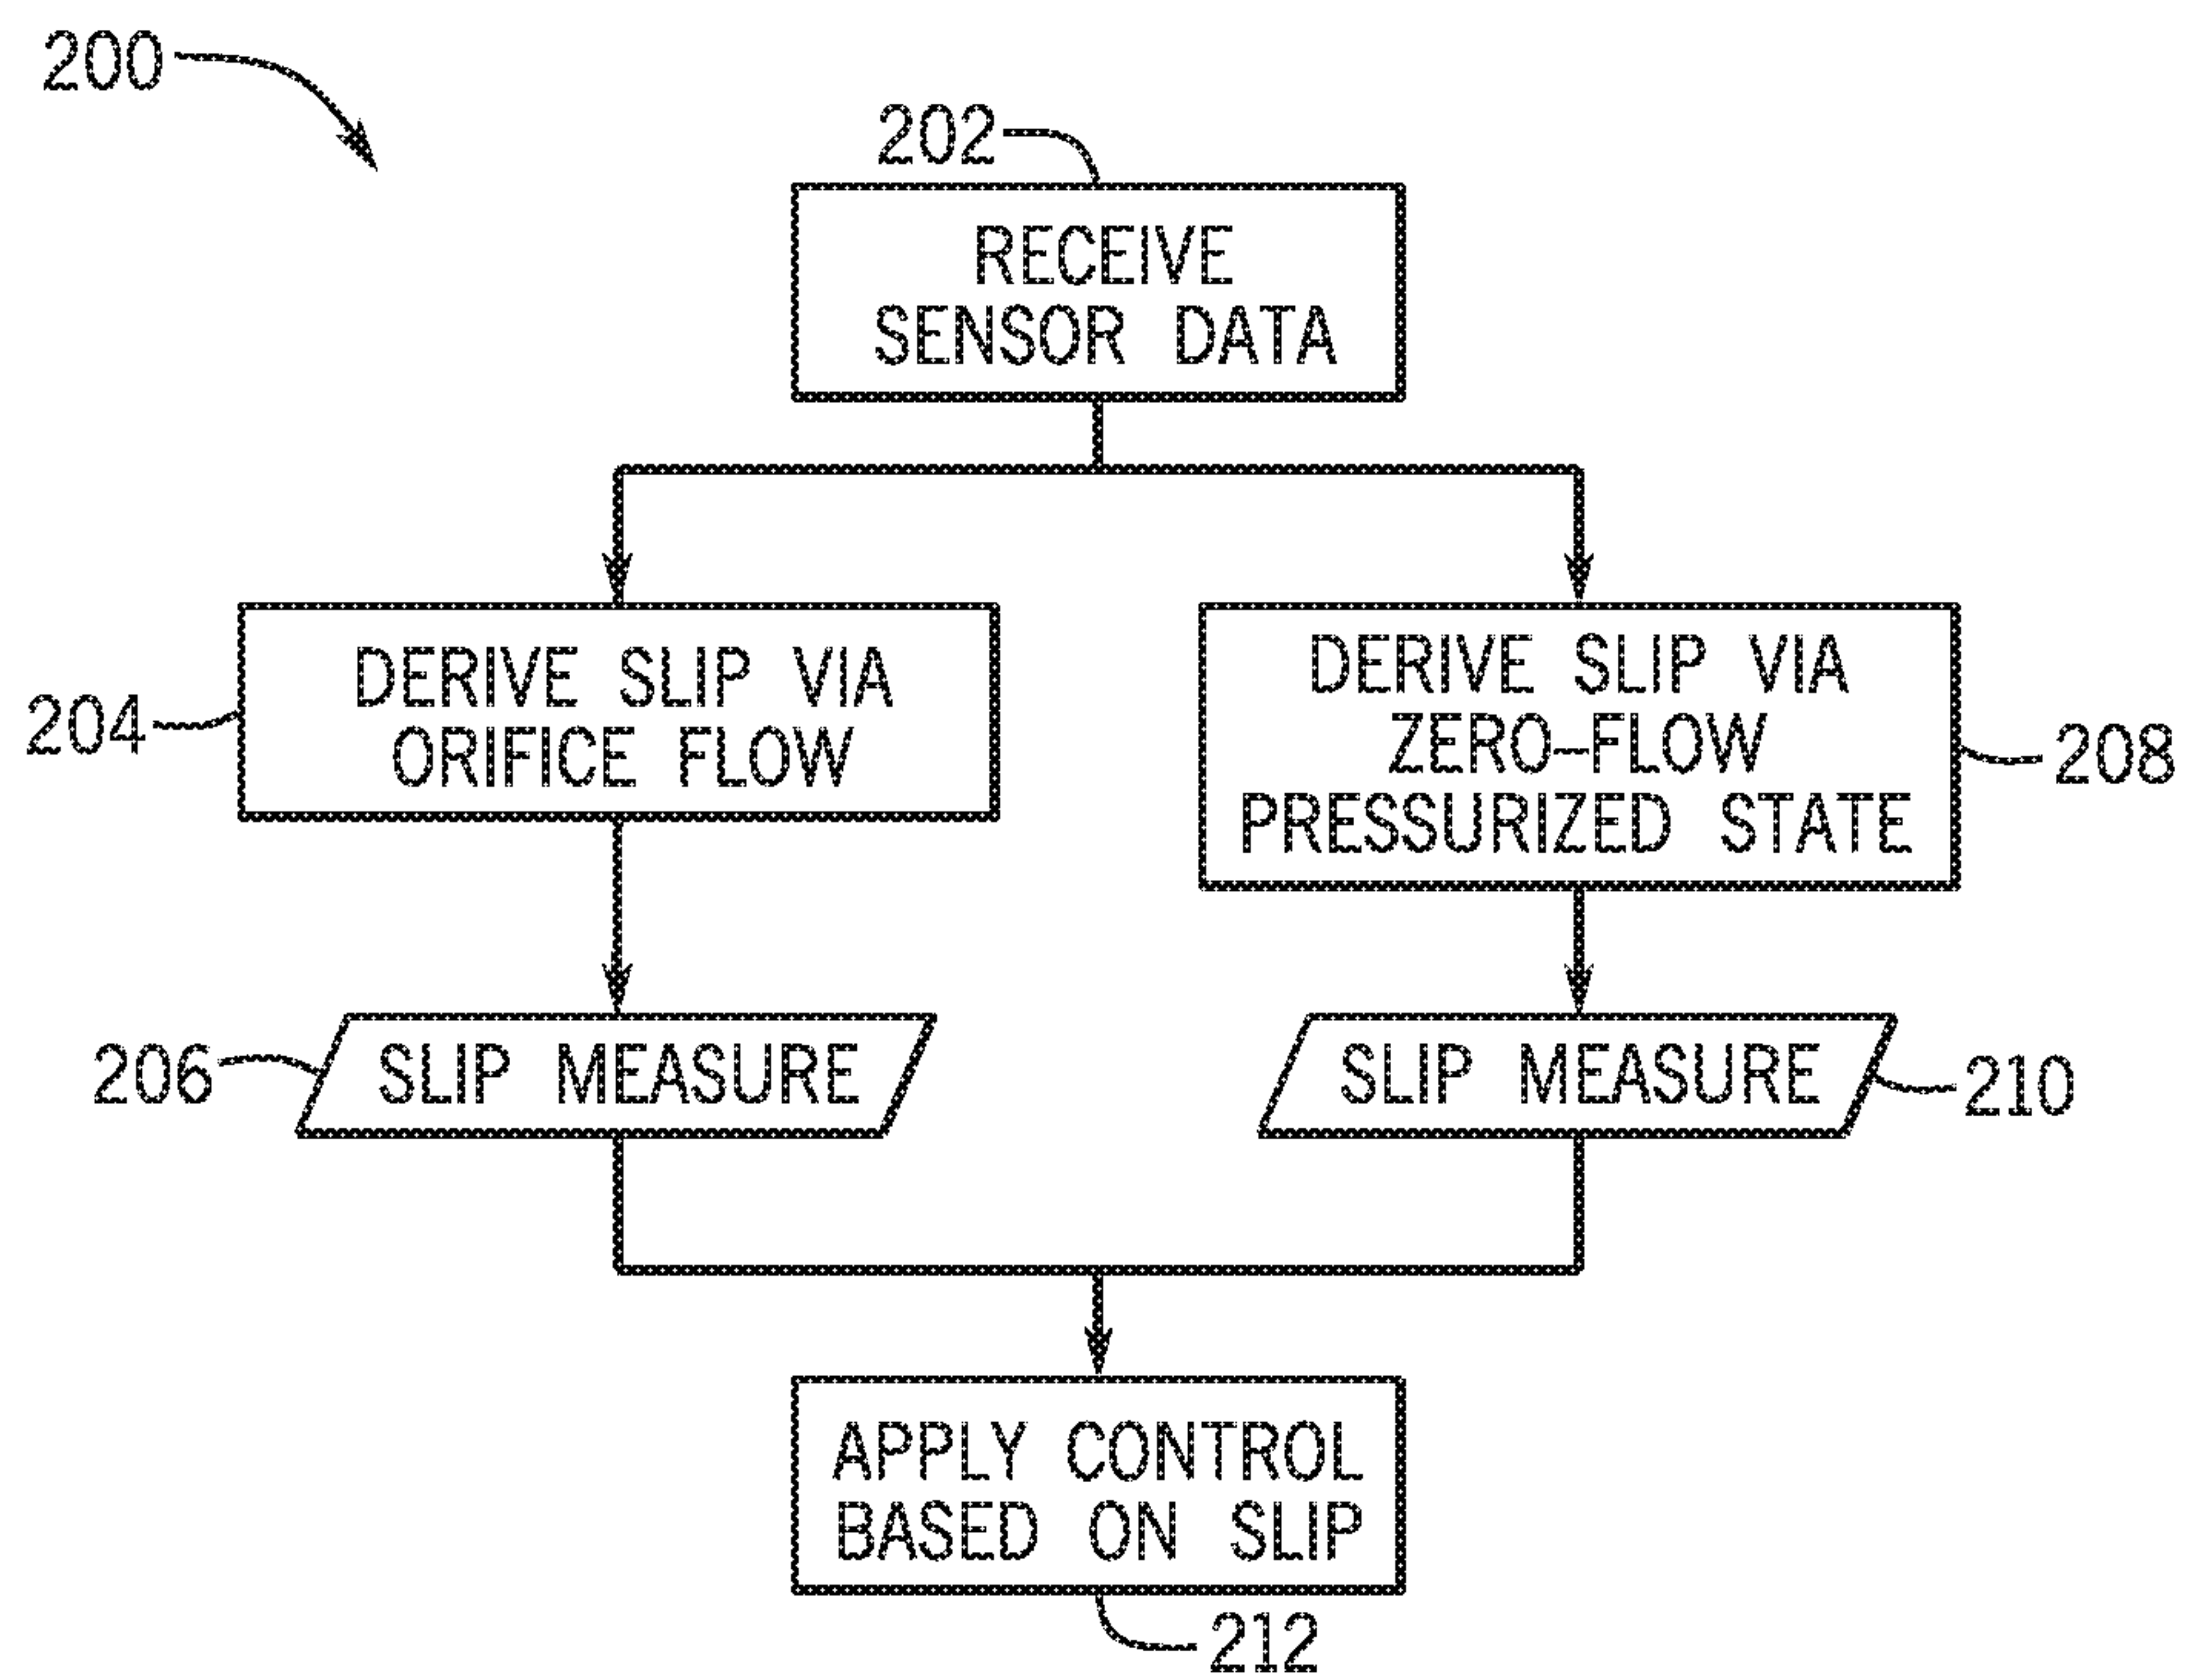 200
202
RECEIVE
SENSOR DATA
204
DERIVE SLIP VIA
ORIFICE FLOW
DERIVE SLIP VIA
ZERO-FLOW
PRESSURIZED STATE
208
206
SLIP MEASURE
SLIP MEASURE
210
APPLY CONTROL
BASED ON SLIP
212